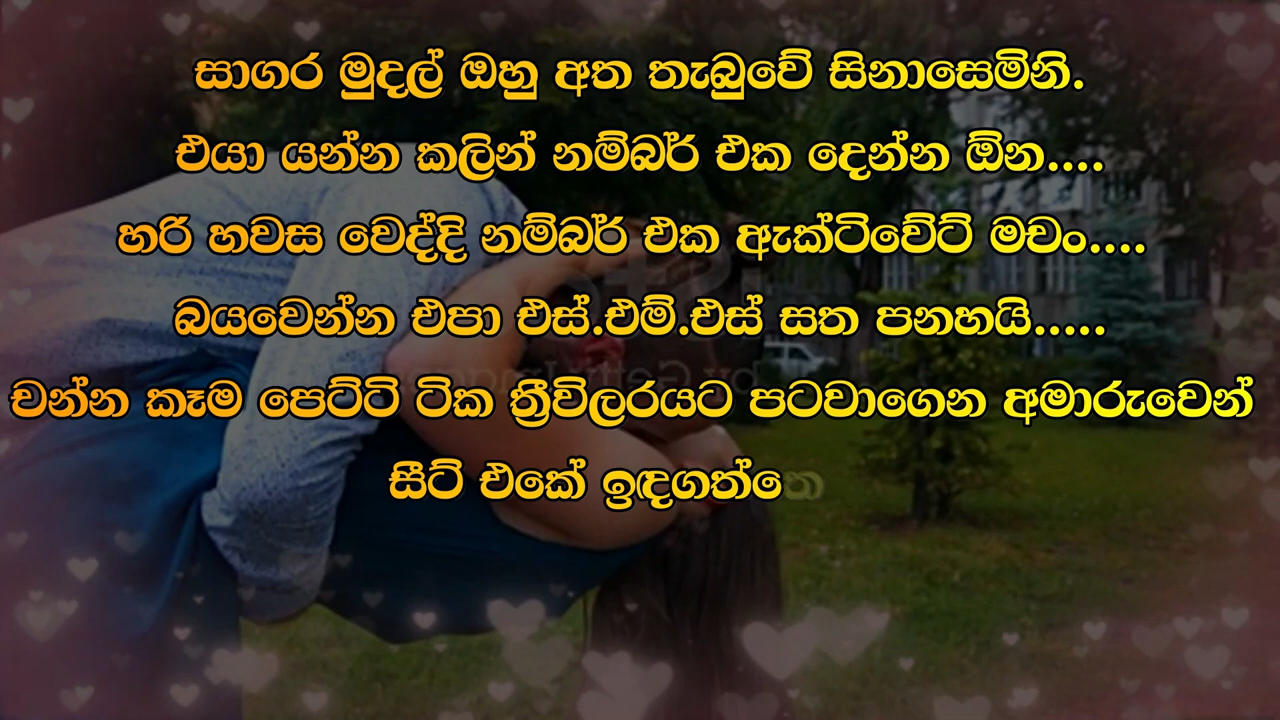 සාගර මුදල් ඔහු අත තැබුවේ සිනාසෙමිනි.
එයා යන්න කලින් නම්බර් එක දෙන්න ඕන....
හරි හවස වෙද්දි නම්බර් එක ඇක්ටිවේට් මචං....
බයවෙන්න එපා එස්.එම්.එස් සත පනහයි.....
චන්න කෑම පෙට්ටි ටික ත්‍රීවිලරයට පටවාගෙන අමාරුවෙන්
සීට් එකේ ඉඳගත්තෙ